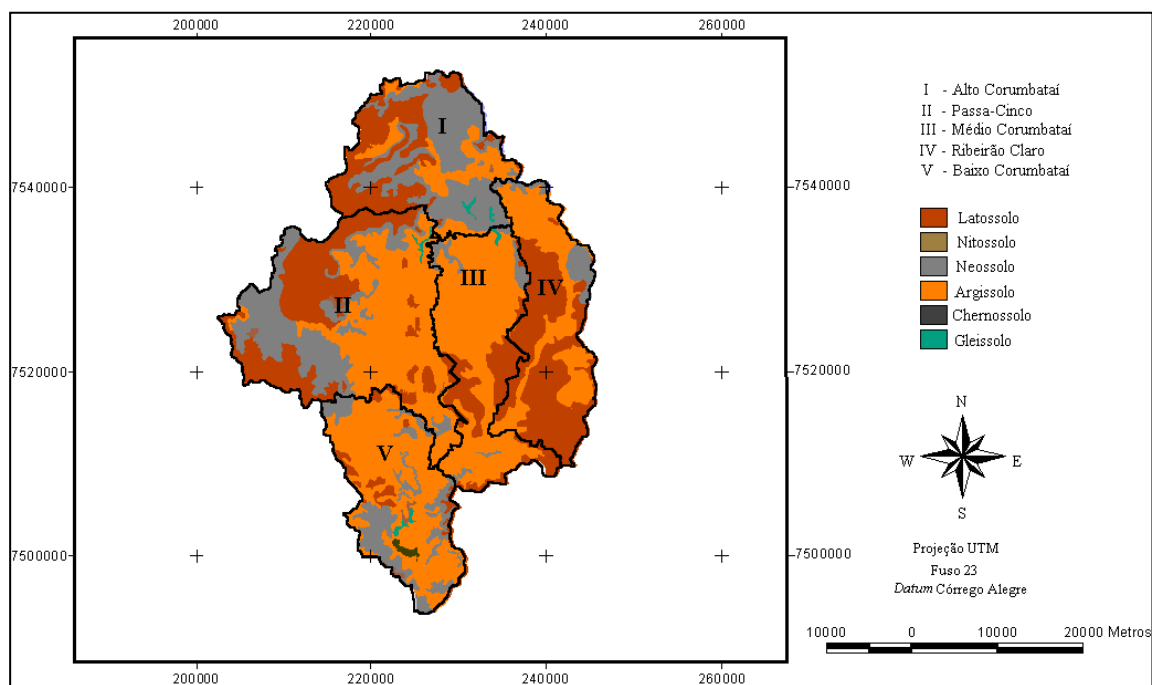 200000 220000 240000 260000
7540000 7540000
7520000 7520000
7500000 7500000
200000 220000 240000 260000
I
II
III
IV
V
I - Alto Corumbataí
II - Passa-Cinco
III - Médio Corumbataí
IV - Ribeirão Claro
V - Baixo Corumbataí
Latossolo
Nitossolo
Neossolo
Argissolo
Chernossolo
Gleissolo
N
W E
S
Projeção UTM
Fuso 23
Datum Córrego Alegre
10000 0 10000 20000 Metros